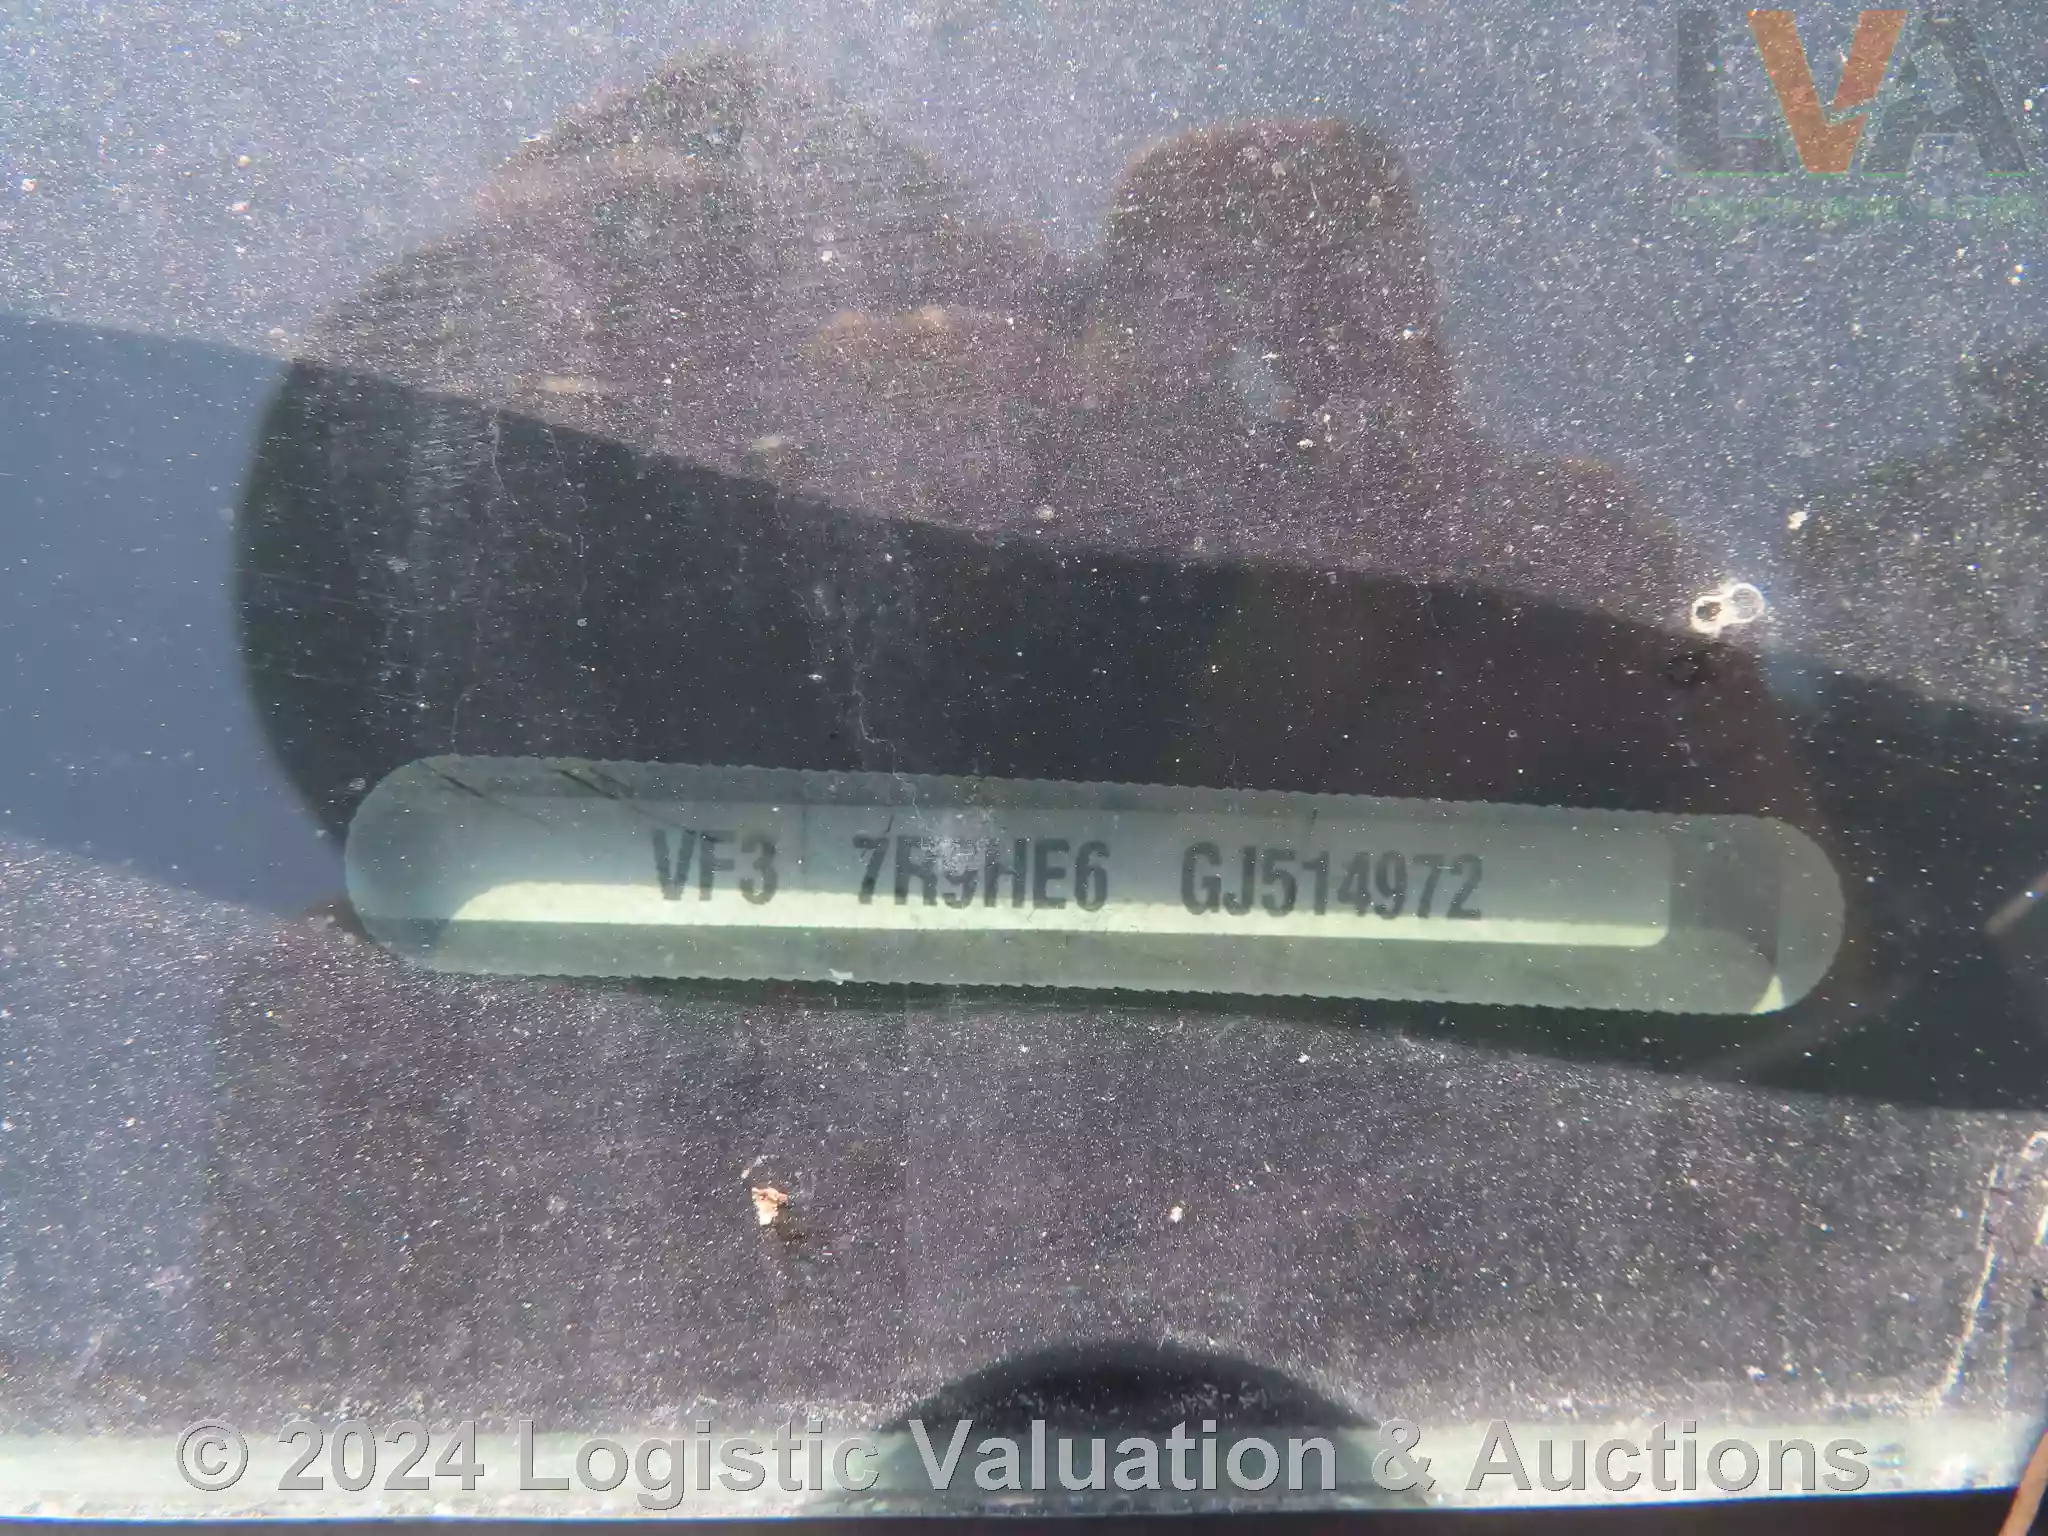 LVA
VF3 7R9HE6 GJ514972
© 2024 Logistic Valuation & Auctions